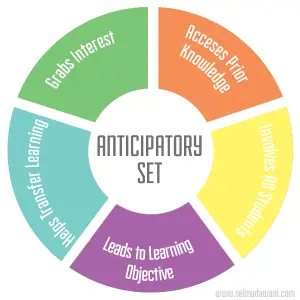 Grabs Interest
Acceses Prior
Knowledge
Involves All Students
Leads to Learning
Objective
Helps Transfer Learning
ANTICIPATORY
SET
www.selmadawani.com